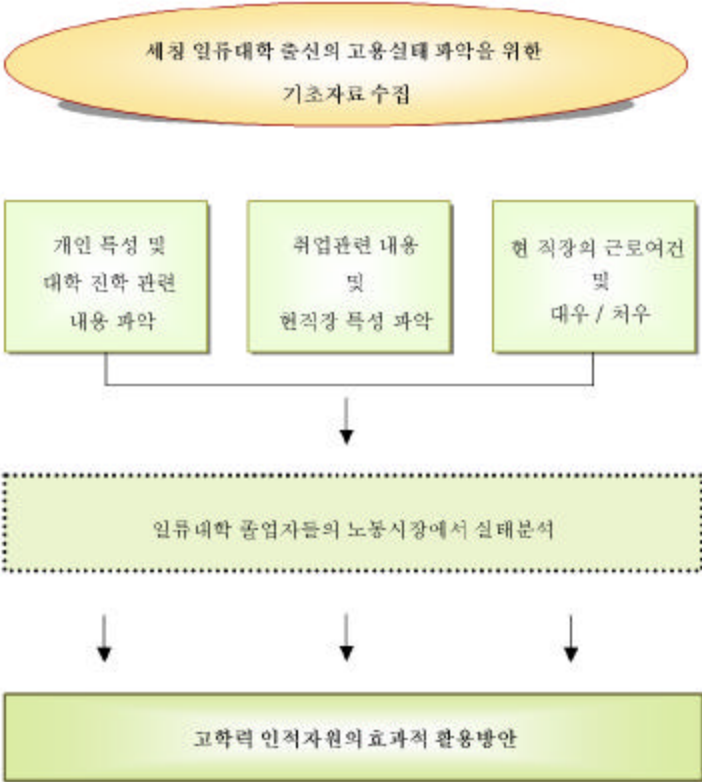 세칭 일류대학 출신의 고용실태 파악을 위한
기초자료 수집
개인 특성 및
대학 진학 관련
내용 파악
취업관련 내용
및
현직장 특성 파악
현 직장의 근로여건
및
대우 / 처우
일류대학 졸업자들의 노동시장에서 실태분석
고학력 인적자원의 효과적 활용방안